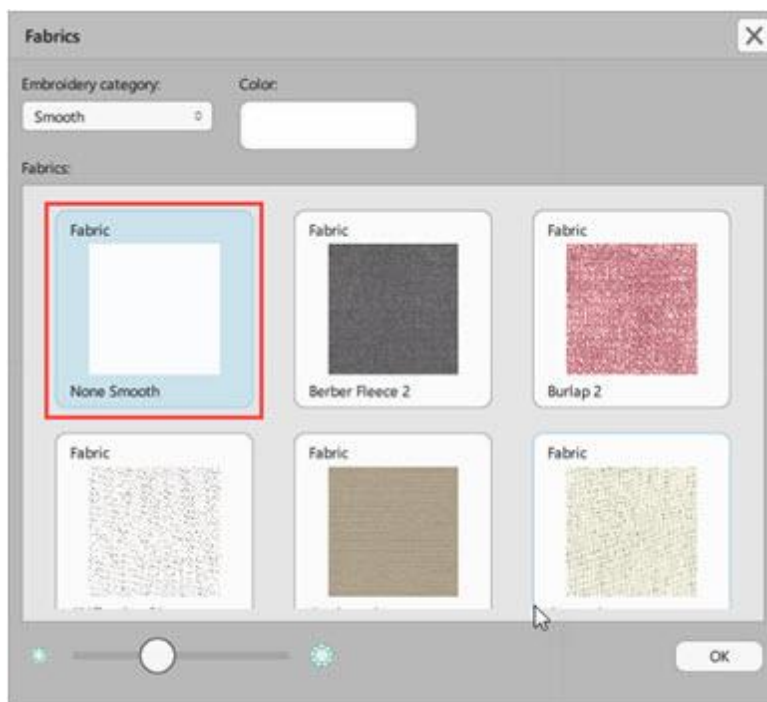 Fabrics
Embroidery category: Color:
Smooth
Fabrics:
Fabric Fabric Fabric
None Smooth Berber Fleece 2 Burlap 2
Fabric Fabric Fabric
OK